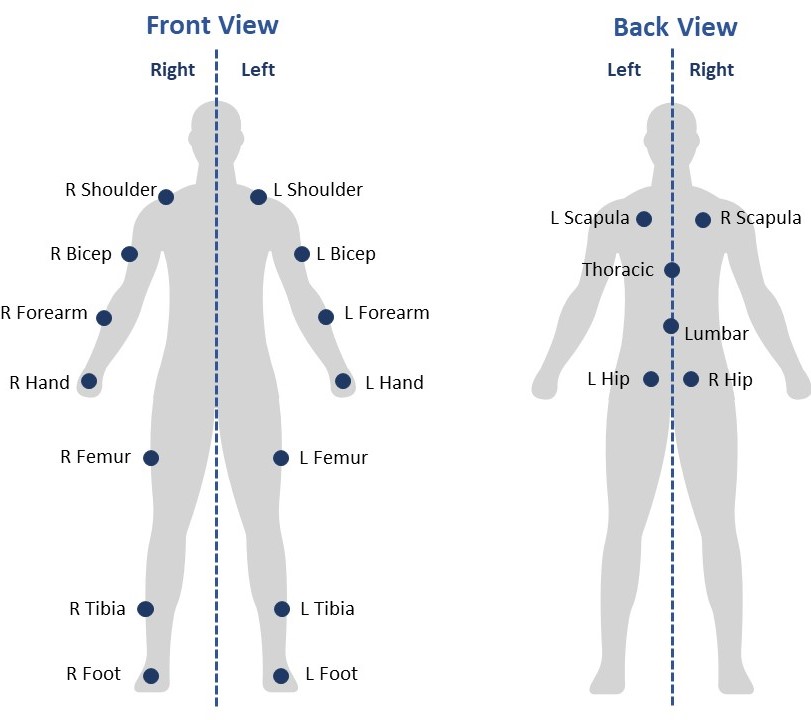 Front View
Right Left
R Shoulder L Shoulder
R Bicep L Bicep
R Forearm L Forearm
R Hand L Hand
R Femur L Femur
R Tibia L Tibia
R Foot L Foot
Back View
Left Right
L Scapula R Scapula
Thoracic
Lumbar
L Hip R Hip